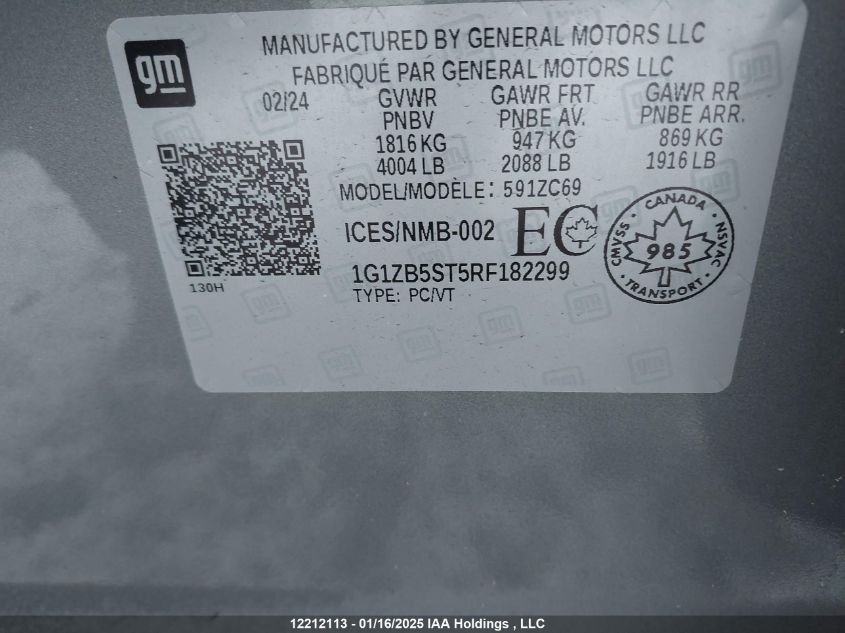 gm
MANUFACTURED BY GENERAL MOTORS LLC
FABRIQUÉ PAR GENERAL MOTORS LLC
02/24 GVWR GAWR FRT GAWR RR
PNBV PNBE AV. PNBE ARR.
1816 KG 947 KG 869 KG
4004 LB 2088 LB 1916 LB
MODEL/MODÈLE: 591ZC69
ICES/NMB-002 EC
CANADA
CMVSS 985 NSVAC
TRANSPORT
130H
1G1ZB5ST5RF182299
TYPE: PC/VT
12212113 - 01/16/2025 IAA Holdings , LLC